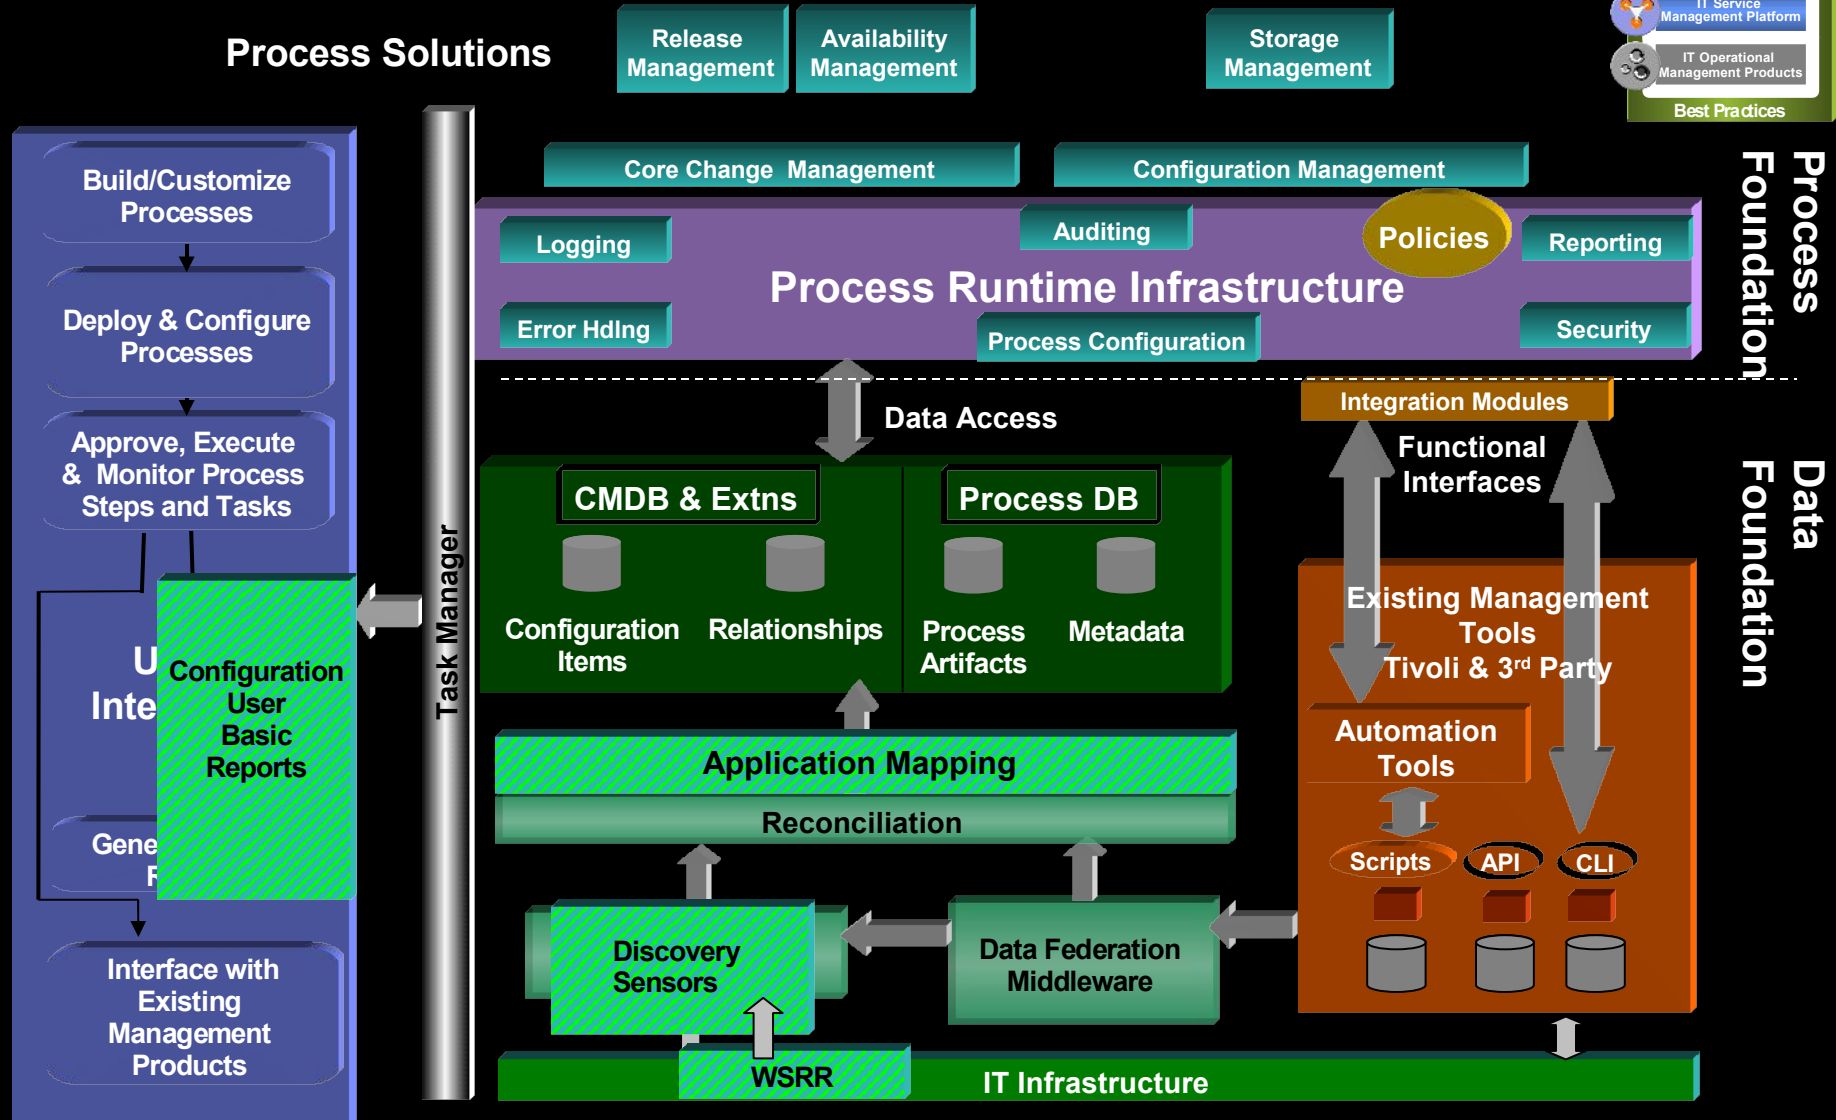 Process Solutions
Release
Management
Availability
Management
Storage
Management
IT Service
Management Platform
IT Operational
Management Products
Best Practices
Build/Customize
Processes
Deploy & Configure
Processes
Approve, Execute
& Monitor Process
Steps and Tasks
U
Inte
Configuration
User
Basic
Reports
Gene
Interface with
Existing
Management
Products
Task Manager
Core Change Management
Configuration Management
Logging
Auditing
Policies
Reporting
Process Runtime Infrastructure
Error Hdlng
Process Configuration
Security
Process
Foundation
Data Access
Integration Modules
Functional
Interfaces
Data
Foundation
CMDB & Extns
Process DB
Configuration
Items
Relationships
Process
Artifacts
Metadata
Existing Management
Tools
Tivoli & 3rd Party
Automation
Tools
Application Mapping
Reconciliation
Scripts
API
CLI
Discovery
Sensors
Data Federation
Middleware
WSRR
IT Infrastructure